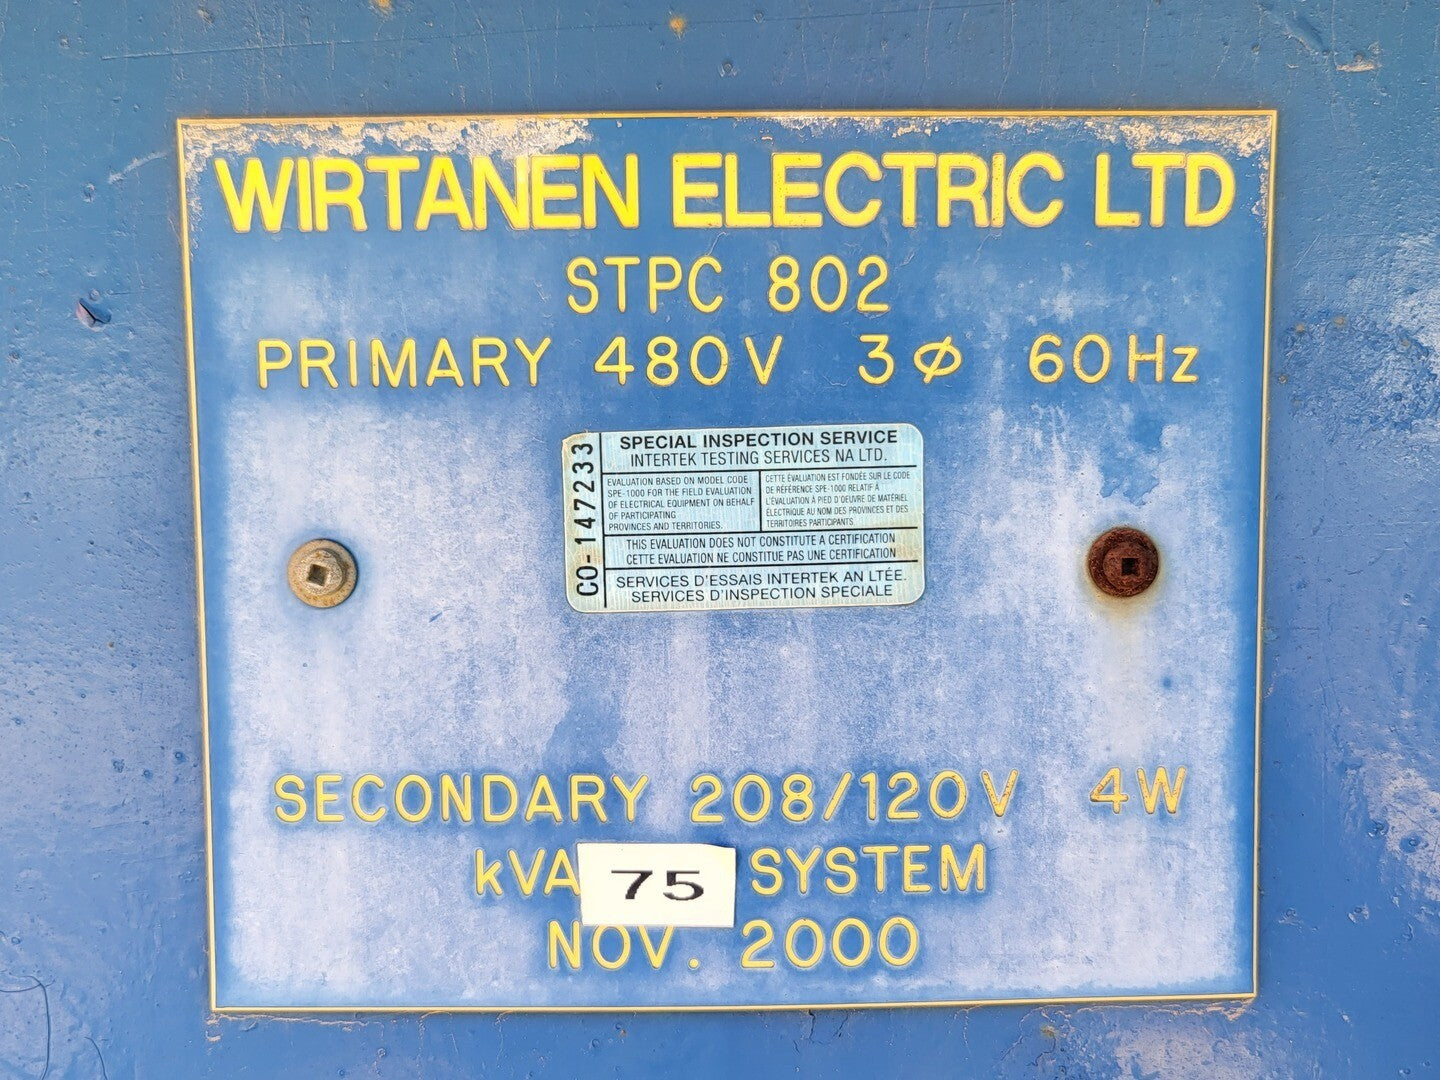 WIRTANEN ELECTRIC LTD
STPC 802
PRIMARY 480V 3Ø 60Hz
CO-147233
SPECIAL INSPECTION SERVICE
INTERTEK TESTING SERVICES NA LTD.
EVALUATION BASED ON MODEL CODE
SPE-1000 FOR THE FIELD EVALUATION
OF ELECTRICAL EQUIPMENT ON BEHALF
OF PARTICIPATING
PROVINCES AND TERRITORIES.
CETTE ÉVALUATION EST FONDÉE SUR LE CODE
DE RÉFÉRENCE SPE-1000 RELATIF À
L'ÉVALUATION À PIED D'OEUVRE DE MATÉRIEL
ÉLECTRIQUE AU NOM DES PROVINCES ET DES
TERRITOIRES PARTICIPANTS
THIS EVALUATION DOES NOT CONSTITUTE A CERTIFICATION
CETTE ÉVALUATION NE CONSTITUE PAS UNE CERTIFICATION
SERVICES D'ESSAIS INTERTEK AN LTÉE.
SERVICES D'INSPECTION SPECIALE
SECONDARY 208/120V 4W
kVA 75 SYSTEM
NOV. 2000